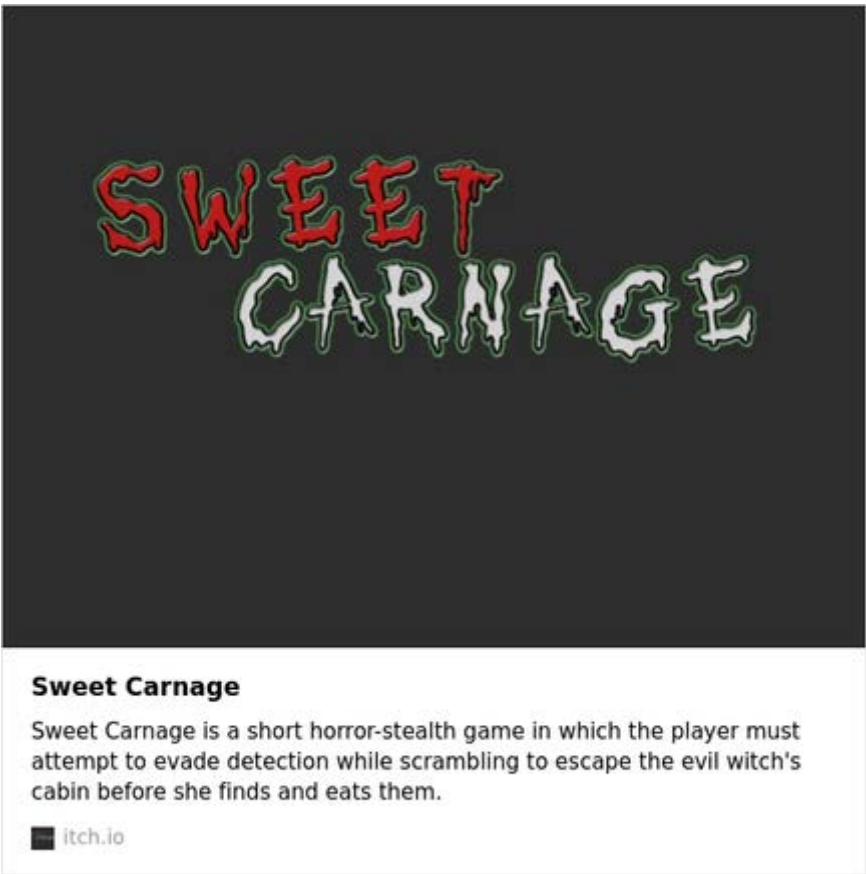 SWEET
CARNAGE
Sweet Carnage
Sweet Carnage is a short horror-stealth game in which the player must
attempt to evade detection while scrambling to escape the evil witch's
cabin before she finds and eats them.
itch.io